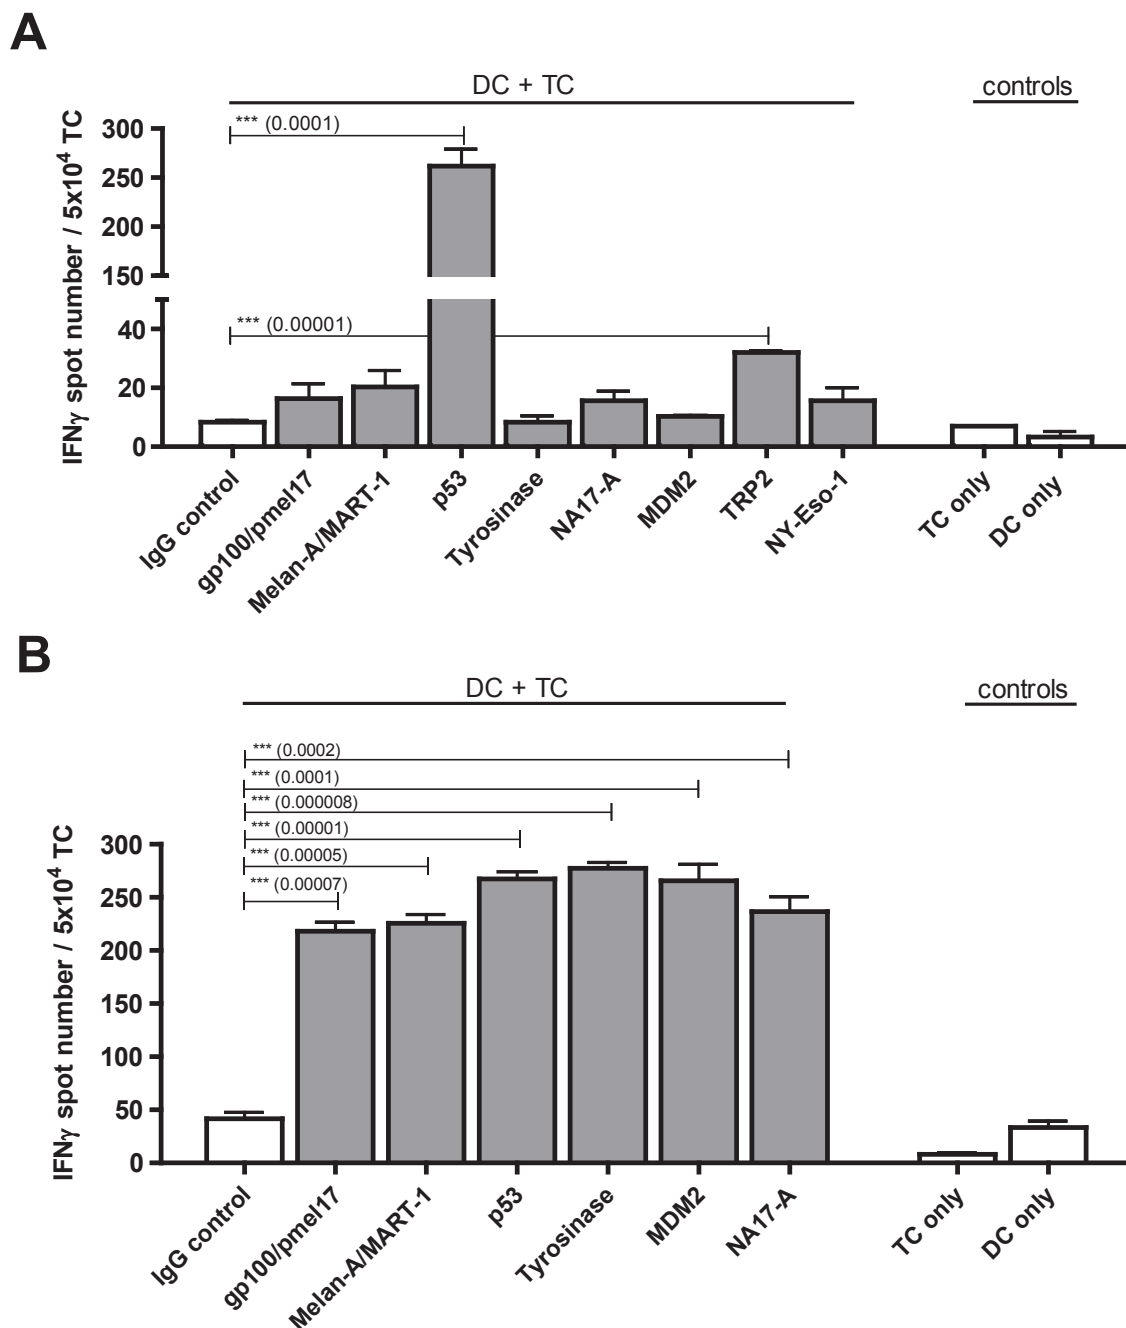 A
DC + TC
controls
*** (0.0001)
300
250
200
150
*** (0.00001)
40
20
0
IFNγ spot number / 5x10⁴ TC
IgG control
gp100/pmel17
Melan-A/MART-1
p53
Tyrosinase
NA17-A
MDM2
TRP2
NY-Eso-1
TC only
DC only
B
DC + TC
controls
*** (0.0002)
*** (0.0001)
*** (0.000008)
*** (0.00001)
*** (0.00005)
*** (0.00007)
300
250
200
150
100
50
0
IFNγ spot number / 5x10⁴ TC
IgG control
gp100/pmel17
Melan-A/MART-1
p53
Tyrosinase
MDM2
NA17-A
TC only
DC only